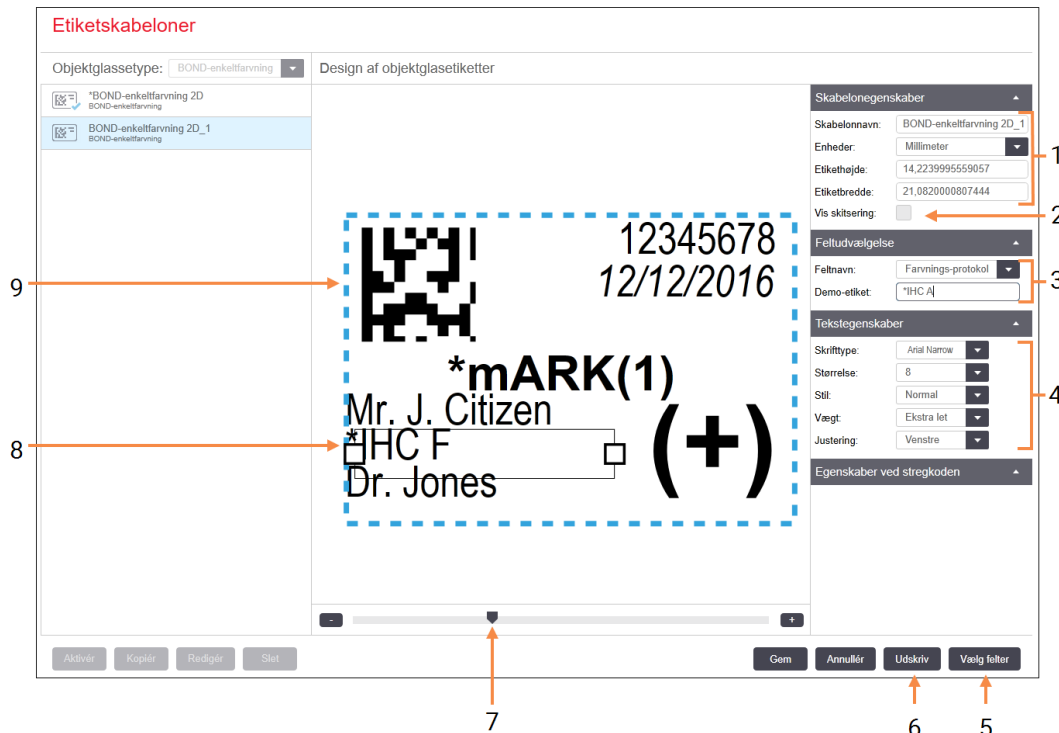 Etiketskabeloner
Objektglassetype: BOND-enkeltfarvning
Design af objektglasetiketter
*BOND-enkeltfarvning 2D
BOND-enkeltfarvning
BOND-enkeltfarvning 2D_1
BOND-enkeltfarvning
12345678
12/12/2016
*mARK(1)
Mr. J. Citizen
*IHC F
(+)
Dr. Jones
Skabelonegenskaber
Skabelonnavn: BOND-enkeltfarvning 2D_1
Enheder: Millimeter
Etikethøjde: 14,2239995559057
Etiketbredde: 21,0820000807444
Vis skitsering:
Feltudvælgelse
Feltnavn: Farvnings-protokol
Demo-etiket: *IHC A
Tekstegenskaber
Skrifttype: Arial Narrow
Størrelse: 8
Stil: Normal
Vægt: Ekstra let
Justering: Venstre
Egenskaber ved stregkoden
1
2
3
4
9
8
- +
Aktivér Kopiér Redigér Slet
Gem Annullér Udskriv Vælg felter
7
6
5